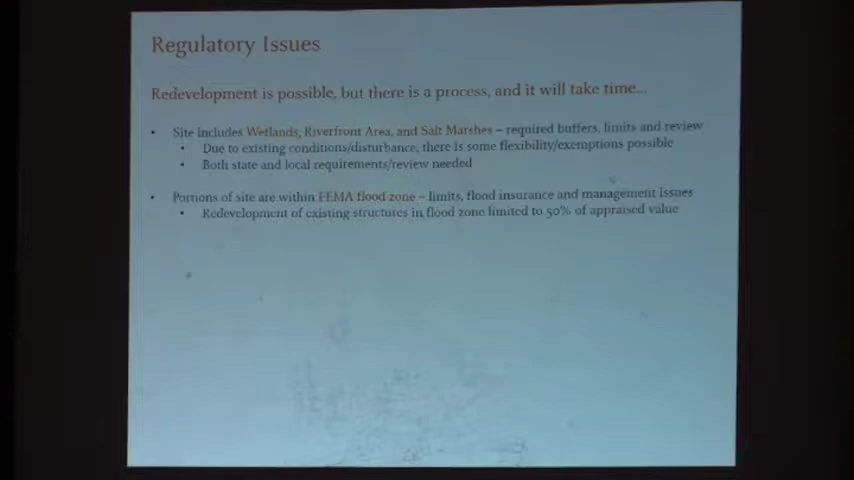 Regulatory Issues
Redevelopment is possible, but there is a process, and it will take time...
• Site includes Wetlands, Riverfront Area, and Salt Marshes – required buffers, limits and review
• Due to existing conditions/disturbance, there is some flexibility/exemptions possible
• Both state and local requirements/review needed
• Portions of site are within FEMA flood zone – limits, flood insurance and management issues
• Redevelopment of existing structures in flood zone limited to 50% of appraised value